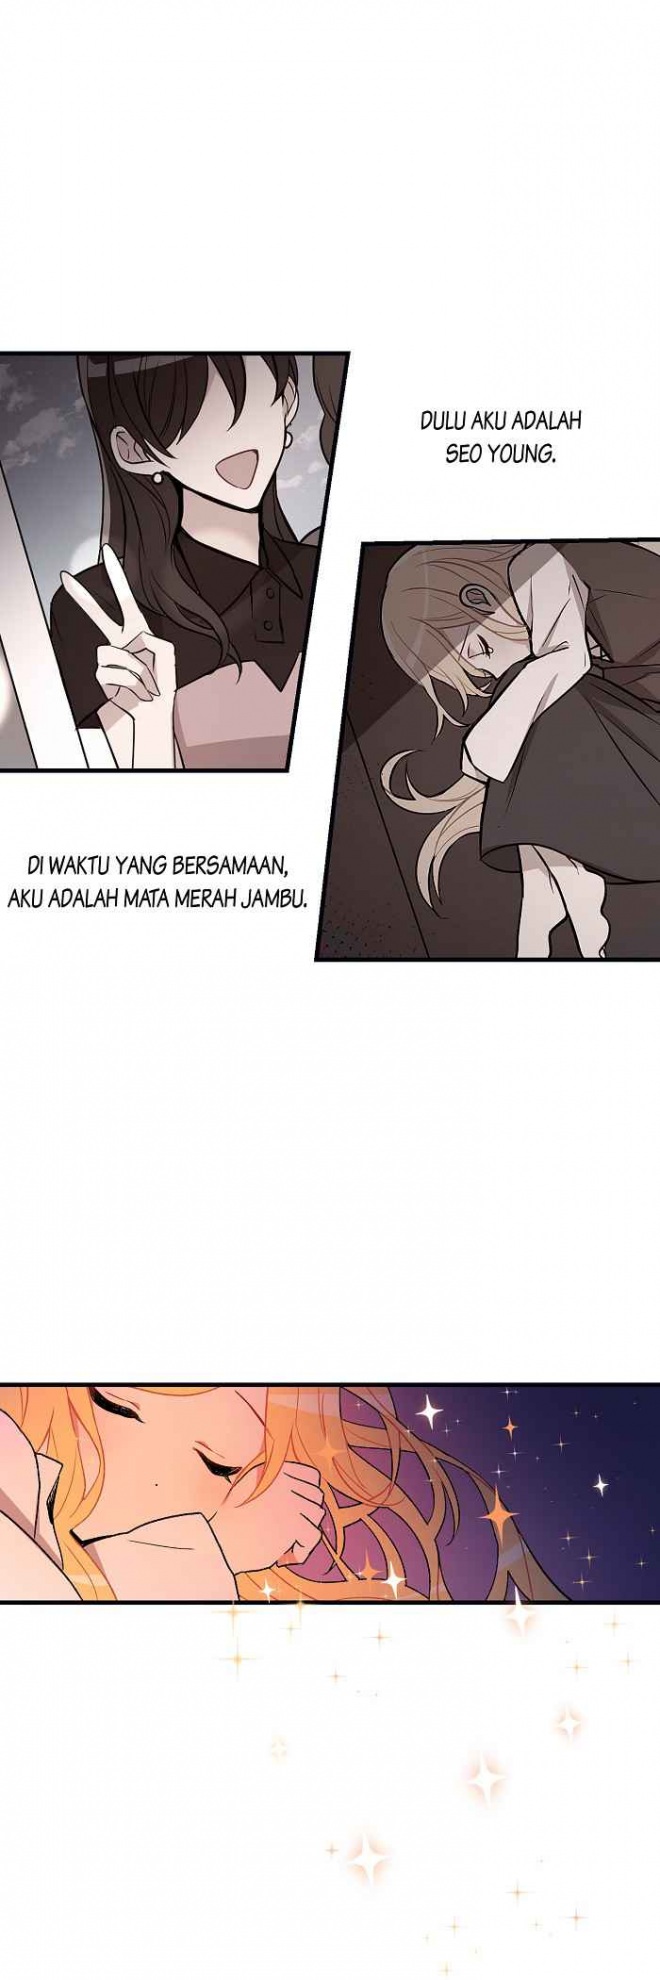 DULU AKU ADALAH
SEO YOUNG.
DI WAKTU YANG BERSAMAAN,
AKU ADALAH MATA MERAH JAMBU.